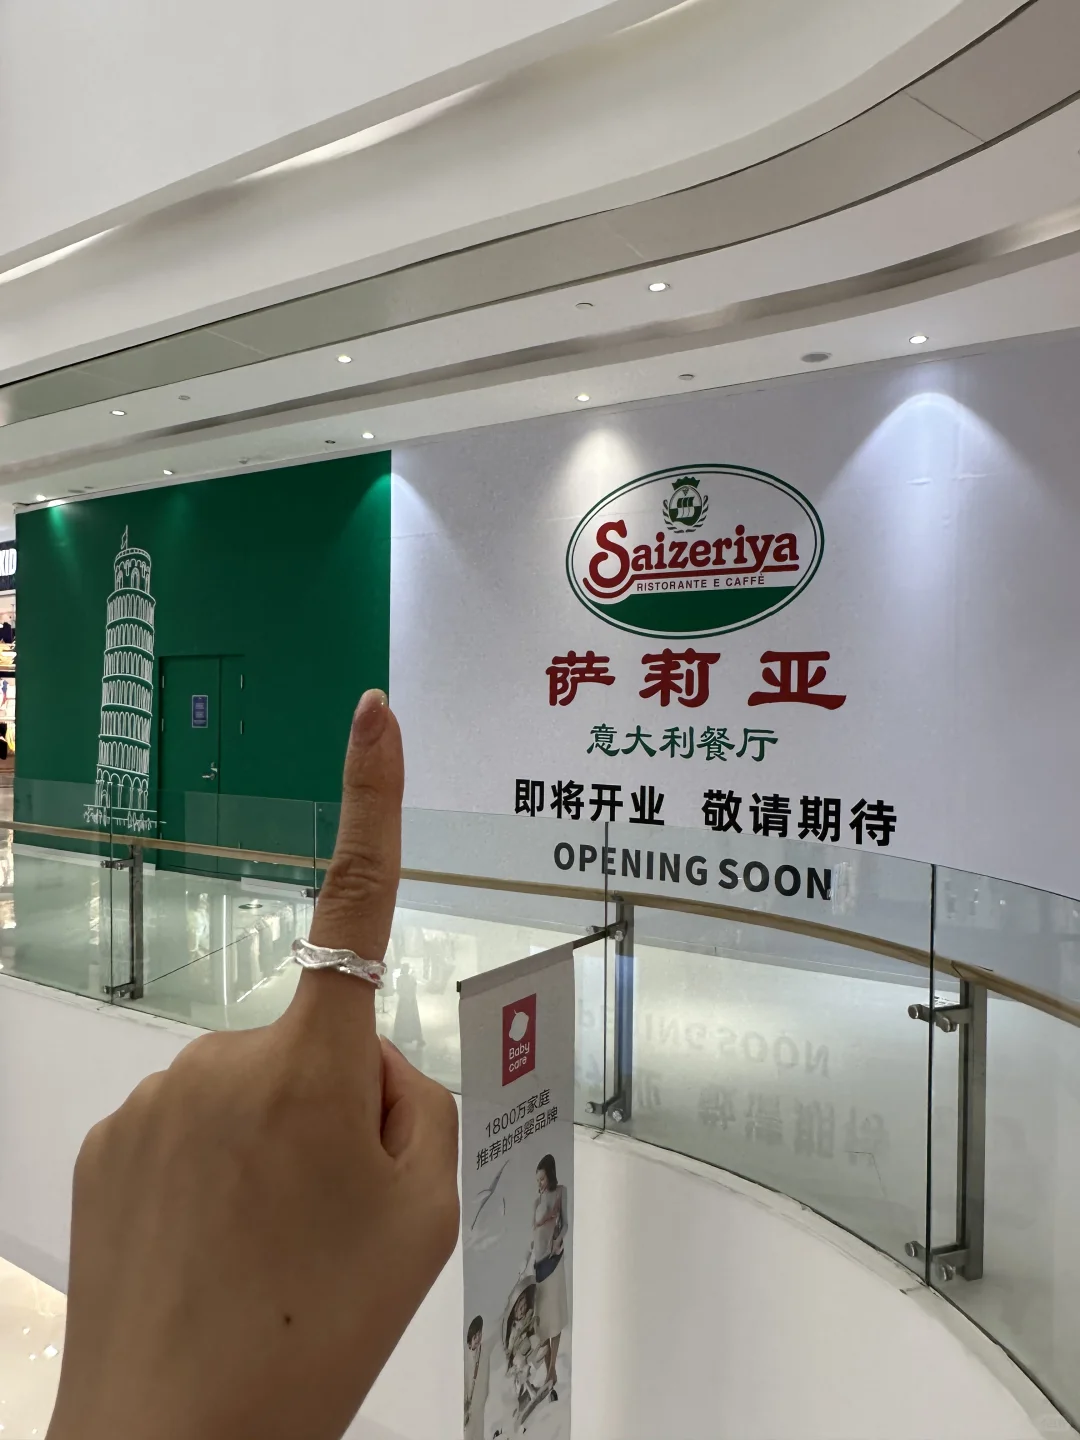 Saizeriya
RISTORANTE E CAFFÈ
萨莉亚
意大利餐厅
即将开业 敬请期待
OPENING SOON
Baby
care
1800万家庭
推荐的母婴品牌